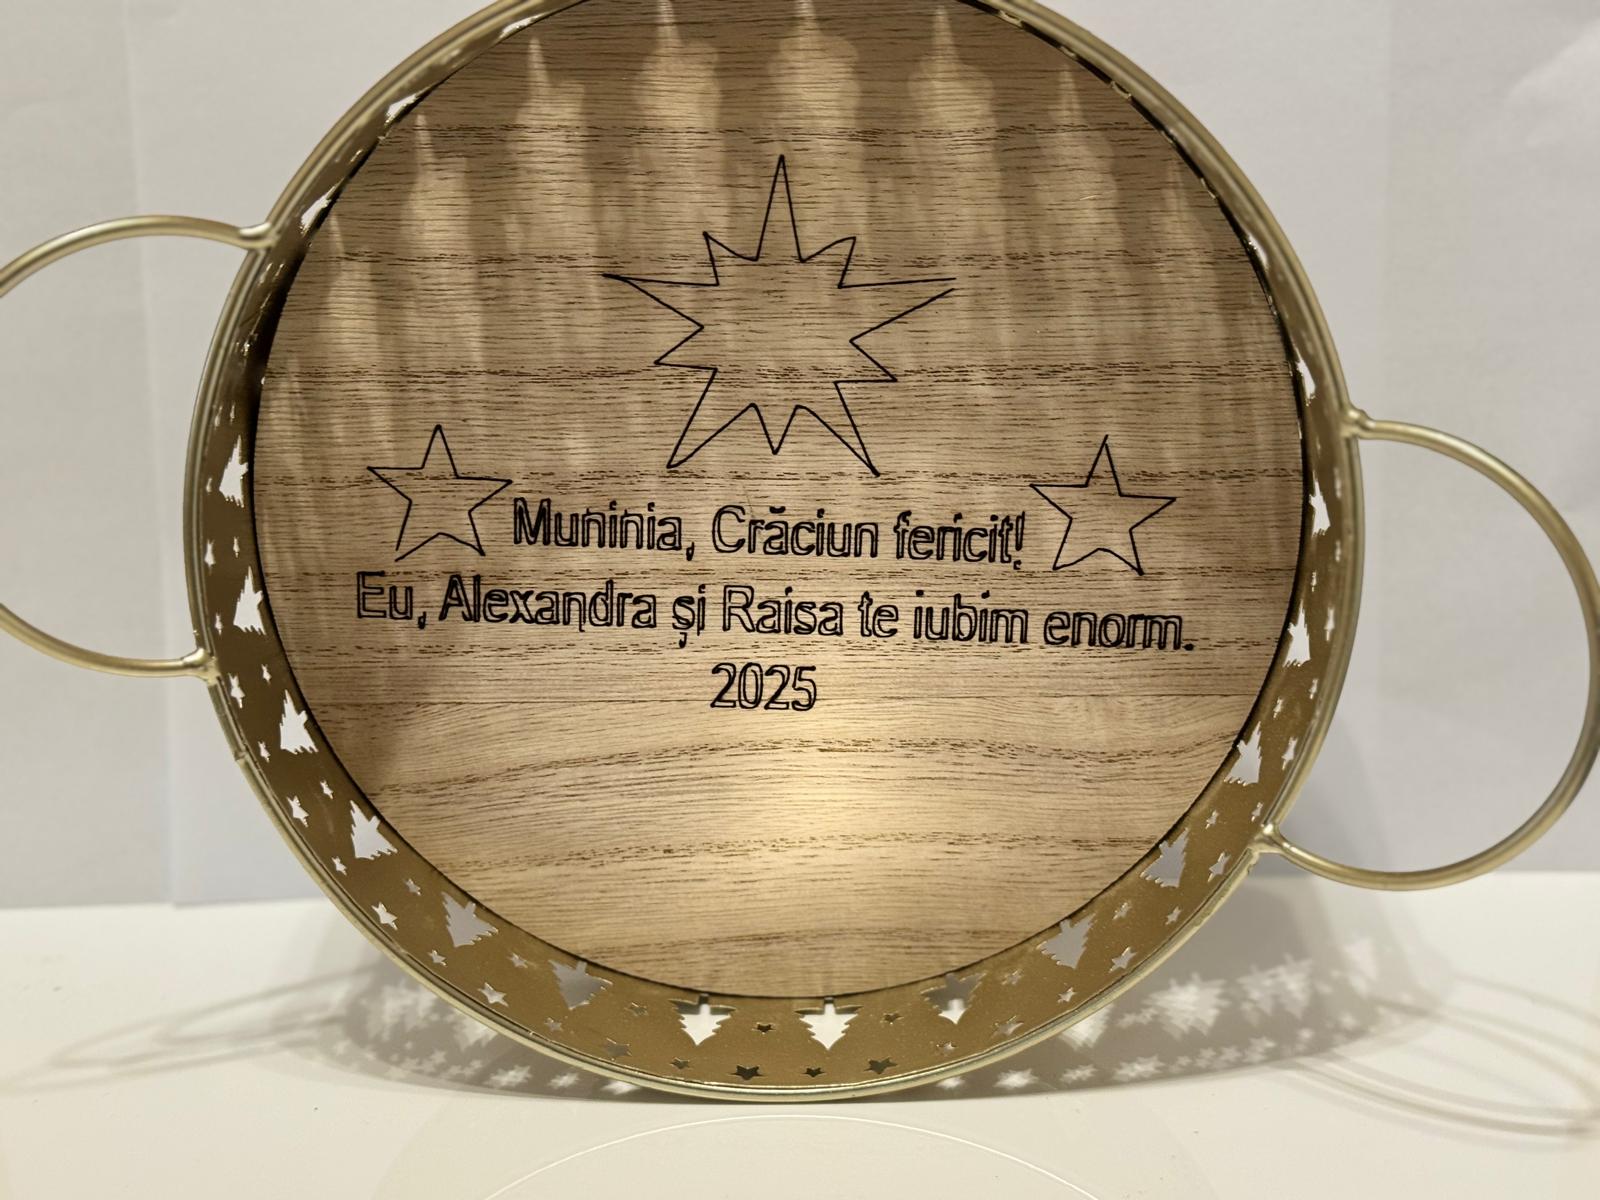 Muninia, Crăciun fericit!
Eu, Alexandra și Raisa te iubim enorm.
2025